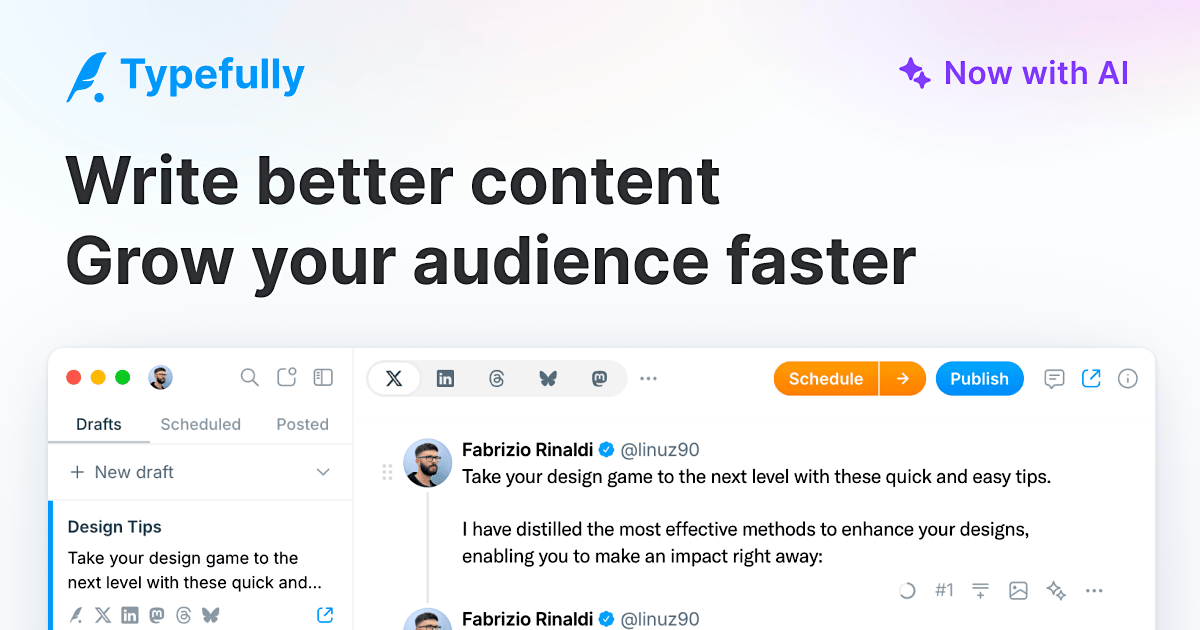 Typefully
Now with AI
Write better content
Grow your audience faster
Schedule
Publish
Drafts
Scheduled
Posted
New draft
Design Tips
Take your design game to the
next level with these quick and...
Fabrizio Rinaldi @linuz90
Take your design game to the next level with these quick and easy tips.
I have distilled the most effective methods to enhance your designs,
enabling you to make an impact right away:
#1
Fabrizio Rinaldi @linuz90